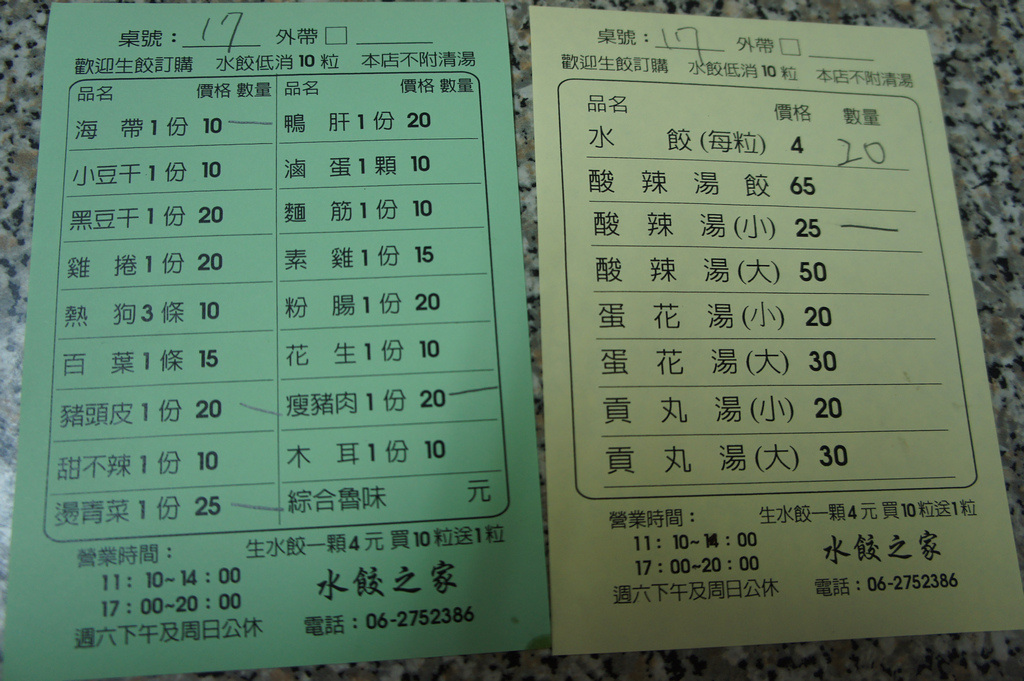 桌號：17 外帶□
歡迎生餃訂購 水餃低消10粒 本店不附清湯
品名 價格 數量 品名 價格 數量
海帶1份 10 一 鴨肝1份 20
小豆干1份 10 滷蛋1顆 10
黑豆干1份 20 麵筋1份 10
雞捲1份 20 素雞1份 15
熱狗3條 10 粉腸1份 20
百葉1條 15 花生1份 10
豬頭皮1份 20 一 瘦豬肉1份 20 一
甜不辣1份 10 木耳1份 10
燙青菜1份 25 一 綜合魯味 元
營業時間： 生水餃一顆4元買10粒送1粒
11：10~14：00 水餃之家
17：00~20：00
週六下午及周日公休 電話：06-2752386
桌號：17 外帶□
歡迎生餃訂購 水餃低消10粒 本店不附清湯
品名 價格 數量
水餃(每粒) 4 20
酸辣湯餃 65
酸辣湯(小) 25 一
酸辣湯(大) 50
蛋花湯(小) 20
蛋花湯(大) 30
貢丸湯(小) 20
貢丸湯(大) 30
營業時間： 生水餃一顆4元買10粒送1粒
11：10~14：00 水餃之家
17：00~20：00
週六下午及周日公休 電話：06-2752386